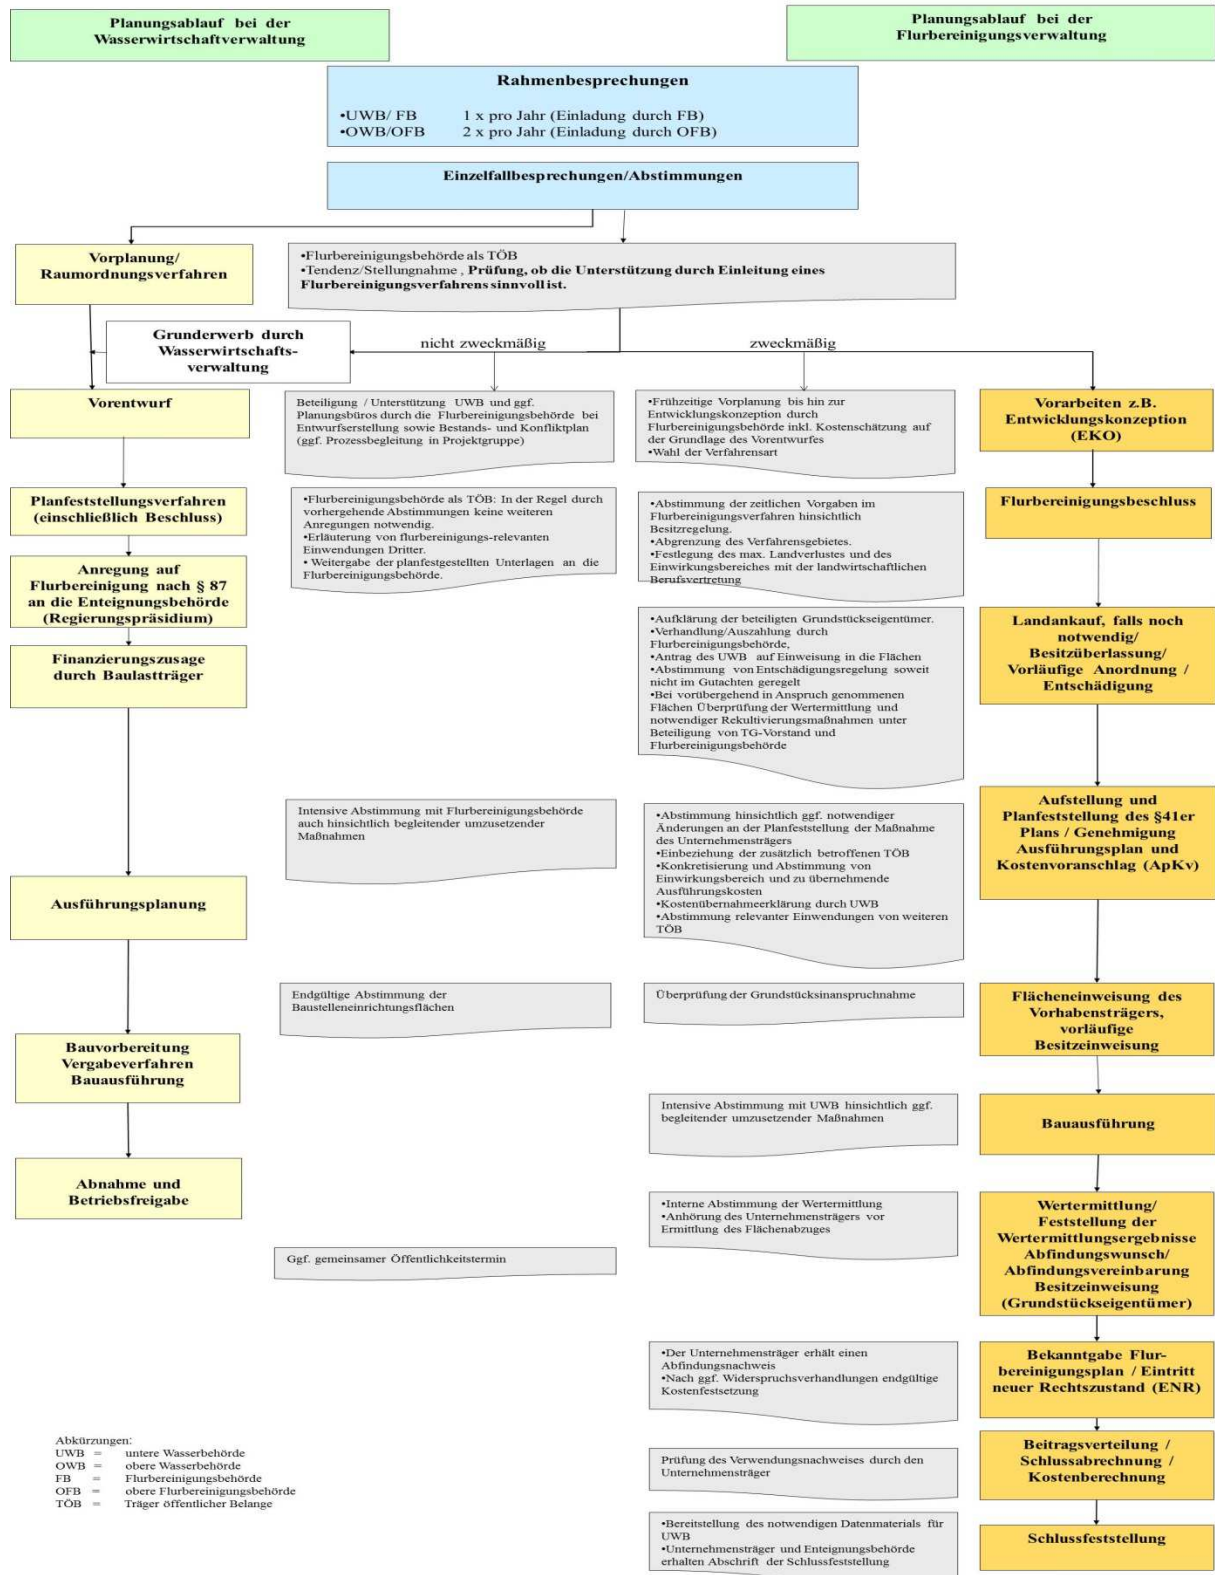 Planungsablauf bei der
Wasserwirtschaftverwaltung
Planungsablauf bei der
Flurbereinigungsverwaltung
Rahmenbesprechungen
•UWB/ FB 1 x pro Jahr (Einladung durch FB)
•OWB/OFB 2 x pro Jahr (Einladung durch OFB)
Einzelfallbesprechungen/Abstimmungen
Vorplanung/
Raumordnungsverfahren
•Flurbereinigungsbehörde als TÖB
•Tendenz/Stellungnahme , Prüfung, ob die Unterstützung durch Einleitung eines
Flurbereinigungsverfahrens sinnvoll ist.
Grunderwerb durch
Wasserwirtschafts-
verwaltung
nicht zweckmäßig
zweckmäßig
Vorentwurf
Beteiligung / Unterstützung UWB und ggf.
Planungsbüros durch die Flurbereinigungsbehörde bei
Entwurfserstellung sowie Bestands- und Konfliktplan
(ggf. Prozessbegleitung in Projektgruppe)
•Frühzeitige Vorplanung bis hin zur
Entwicklungskonzeption durch
Flurbereinigungsbehörde inkl. Kostenschätzung auf
der Grundlage des Vorentwurfes
•Wahl der Verfahrensart
Vorarbeiten z.B.
Entwicklungskonzeption
(EKO)
Planfeststellungsverfahren
(einschließlich Beschluss)
•Flurbereinigungsbehörde als TÖB: In der Regel durch
vorhergehende Abstimmungen keine weiteren
Anregungen notwendig.
•Erläuterung von flurbereinigungs-relevanten
Einwendungen Dritter.
• Weitergabe der planfestgestellten Unterlagen an die
Flurbereinigungsbehörde.
•Abstimmung der zeitlichen Vorgaben im
Flurbereinigungsverfahren hinsichtlich
Besitzregelung.
•Abgrenzung des Verfahrensgebietes.
•Festlegung des max. Landverlustes und des
Einwirkungsbereiches mit der landwirtschaftlichen
Berufsvertretung
Flurbereinigungsbeschluss
Anregung auf
Flurbereinigung nach § 87
an die Enteignungsbehörde
(Regierungspräsidium)
Finanzierungszusage
durch Baulastträger
•Aufklärung der beteiligten Grundstückseigentümer.
•Verhandlung/Auszahlung durch
Flurbereinigungsbehörde,
•Antrag des UWB auf Einweisung in die Flächen
•Abstimmung von Entschädigungsregelung soweit
nicht im Gutachten geregelt
•Bei vorübergehend in Anspruch genommenen
Flächen Überprüfung der Wertermittlung und
notwendiger Rekultivierungsmaßnahmen unter
Beteiligung von TG-Vorstand und
Flurbereinigungsbehörde
Landankauf, falls noch
notwendig/
Besitzüberlassung/
Vorläufige Anordnung /
Entschädigung
Intensive Abstimmung mit Flurbereinigungsbehörde
auch hinsichtlich begleitender umzusetzender
Maßnahmen
•Abstimmung hinsichtlich ggf. notwendiger
Änderungen an der Planfeststellung der Maßnahme
des Unternehmensträgers
•Einbeziehung der zusätzlich betroffenen TÖB
•Konkretisierung und Abstimmung von
Einwirkungsbereich und zu übernehmende
Ausführungskosten
•Kostenübernahmeerklärung durch UWB
•Abstimmung relevanter Einwendungen von weiteren
TÖB
Aufstellung und
Planfeststellung des §41er
Plans / Genehmigung
Ausführungsplan und
Kostenvoranschlag (ApKv)
Ausführungsplanung
Endgültige Abstimmung der
Baustelleneinrichtungsflächen
Überprüfung der Grundstücksinanspruchnahme
Flächeneinweisung des
Vorhabensträgers,
vorläufige
Besitzeinweisung
Bauvorbereitung
Vergabeverfahren
Bauausführung
Intensive Abstimmung mit UWB hinsichtlich ggf.
begleitender umzusetzender Maßnahmen
Bauausführung
Abnahme und
Betriebsfreigabe
•Interne Abstimmung der Wertermittlung
•Anhörung des Unternehmensträgers vor
Ermittlung des Flächenabzuges
Ggf. gemeinsamer Öffentlichkeitstermin
Wertermittlung/
Feststellung der
Wertermittlungsergebnisse
Abfindungswunsch/
Abfindungsvereinbarung
Besitzeinweisung
(Grundstückseigentümer)
•Der Unternehmensträger erhält einen
Abfindungsnachweis
•Nach ggf. Widerspruchsverhandlungen endgültige
Kostenfestsetzung
Bekanntgabe Flur-
bereinigungsplan / Eintritt
neuer Rechtszustand (ENR)
Abkürzungen:
UWB = untere Wasserbehörde
OWB = obere Wasserbehörde
FB = Flurbereinigungsbehörde
OFB = obere Flurbereinigungsbehörde
TÖB = Träger öffentlicher Belange
Prüfung des Verwendungsnachweises durch den
Unternehmensträger
Beitragsverteilung /
Schlussabrechnung /
Kostenberechnung
•Bereitstellung des notwendigen Datenmaterials für
UWB
•Unternehmensträger und Enteignungsbehörde
erhalten Abschrift der Schlussfeststellung
Schlussfeststellung